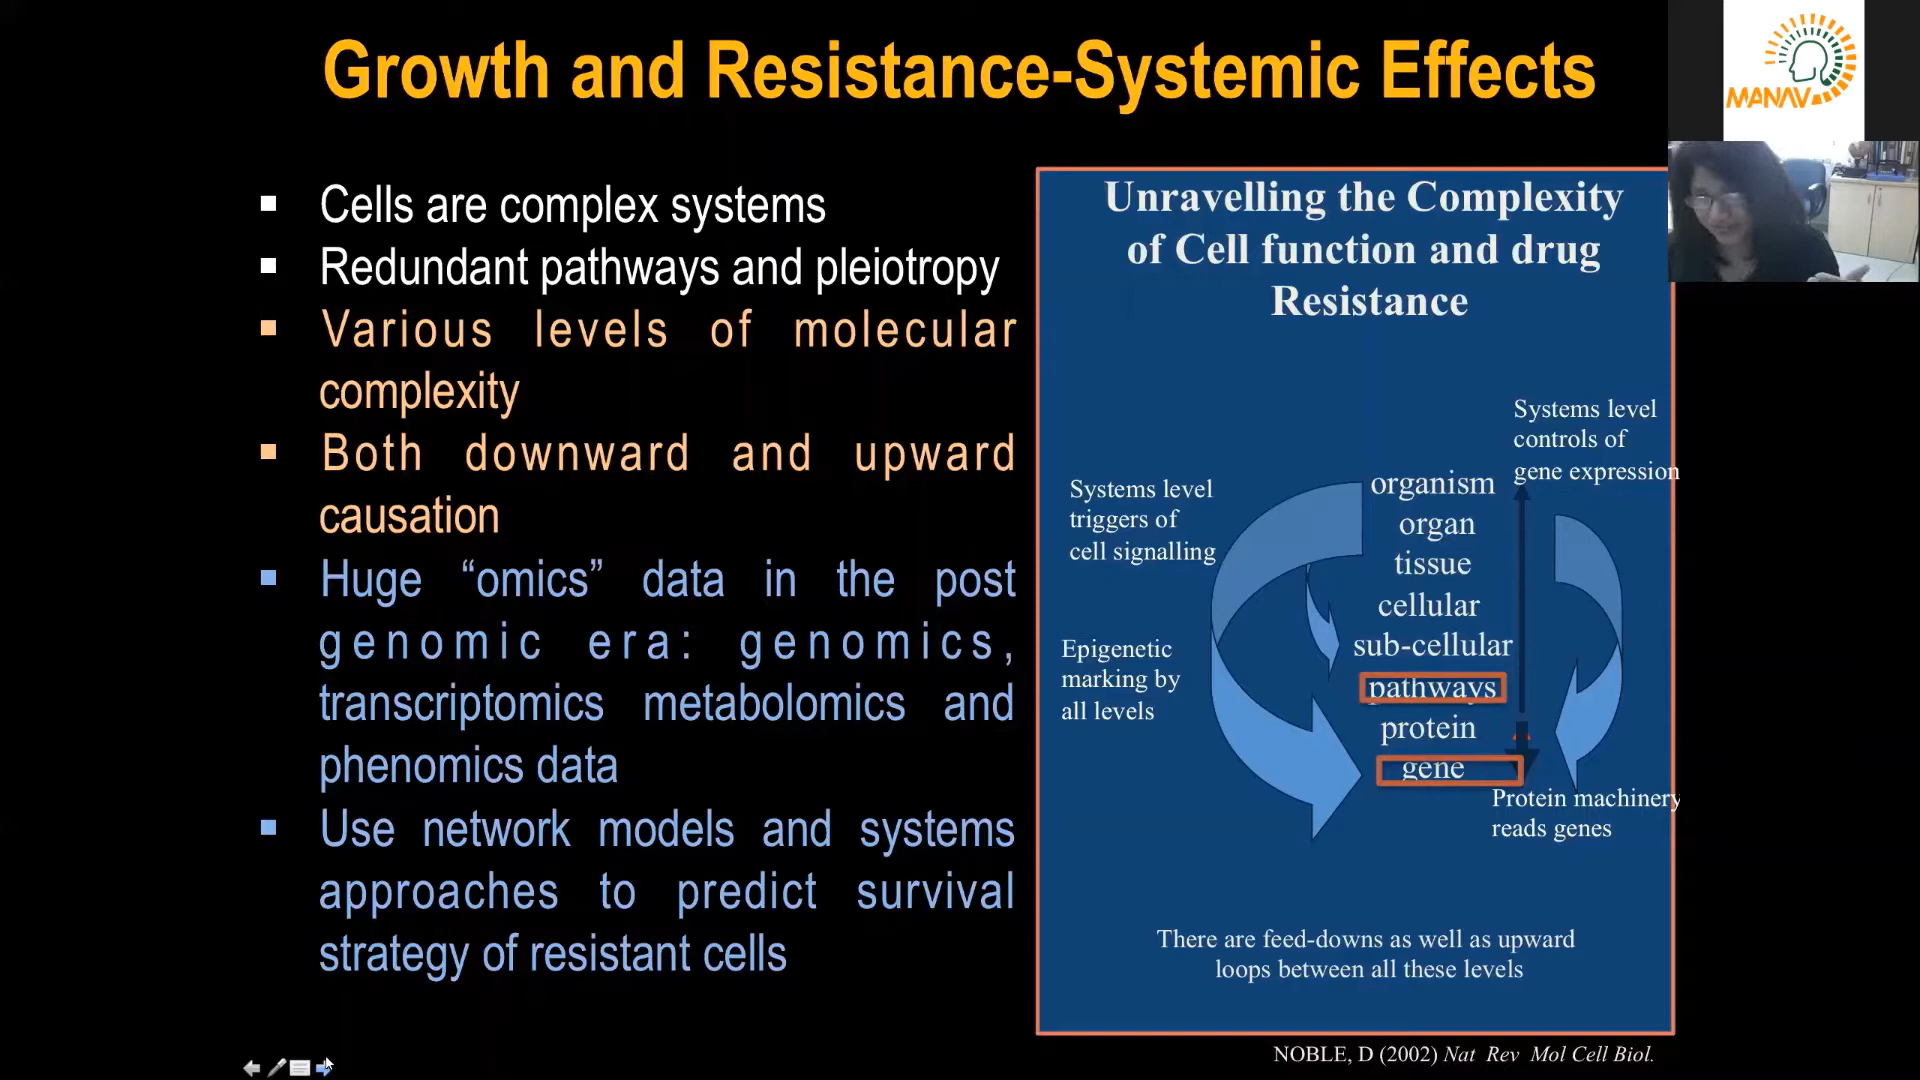 Growth and Resistance-Systemic Effects
MANAV
Cells are complex systems
Redundant pathways and pleiotropy
Various levels of molecular
complexity
Both downward and upward
causation
Huge “omics” data in the post
genomic era: genomics,
transcriptomics metabolomics and
phenomics data
Use network models and systems
approaches to predict survival
strategy of resistant cells
Unravelling the Complexity
of Cell function and drug
Resistance
Systems level
controls of
gene expression
Systems level
triggers of
cell signalling
Epigenetic
marking by
all levels
organism
organ
tissue
cellular
sub-cellular
pathways
protein
gene
Protein machinery
reads genes
There are feed-downs as well as upward
loops between all these levels
NOBLE, D (2002) Nat Rev Mol Cell Biol.